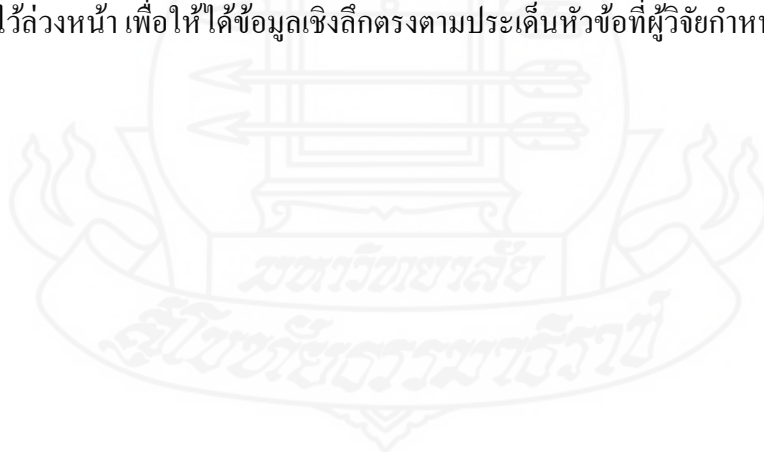 ไว้ล่วงหน้า เพื่อให้ได้ข้อมูลเชิงลึกตรงตามประเด็นหัวข้อที่ผู้วิจัยกำหน
มหาวิทยาลัย
สุโขทัยธรรมาธิราช